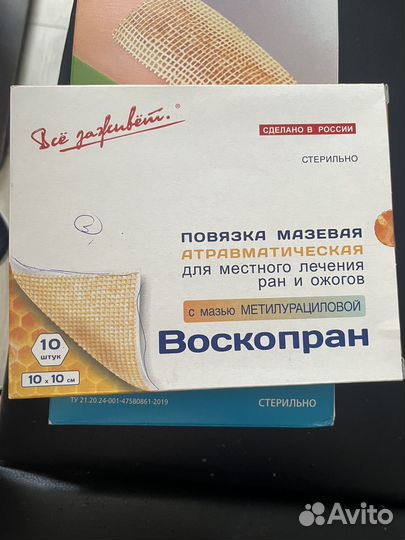 Всё заживёт.®
СДЕЛАНО В РОССИИ
СТЕРИЛЬНО
ПОВЯЗКА МАЗЕВАЯ
АТРАВМАТИЧЕСКАЯ
для местного лечения
ран и ожогов
с мазью МЕТИЛУРАЦИЛОВОЙ
Воскопран
10
штук
10 х 10 см
ТУ 21.20.24-001-47580861-2019
СТЕРИЛЬНО
Avito